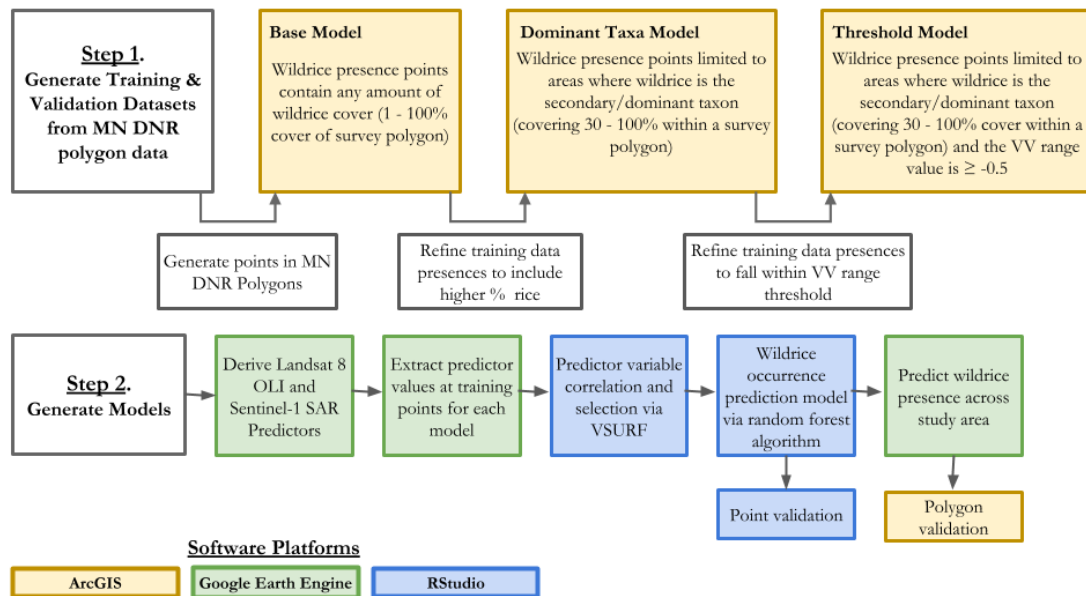 Step 1.
Generate Training &
Validation Datasets
from MN DNR
polygon data
Base Model
Wildrice presence points
contain any amount of
wildrice cover (1 - 100%
cover of survey polygon)
Dominant Taxa Model
Wildrice presence points limited to
areas where wildrice is the
secondary/dominant taxon
(covering 30 - 100% within a survey
polygon)
Threshold Model
Wildrice presence points limited to
areas where wildrice is the
secondary/dominant taxon
(covering 30 - 100% cover within a
survey polygon) and the VV range
value is ≥ -0.5
Generate points in MN
DNR Polygons
Refine training data
presences to include
higher % rice
Refine training data presences
to fall within VV range
threshold
Step 2.
Generate Models
Derive Landsat 8
OLI and
Sentinel-1 SAR
Predictors
Extract predictor
values at training
points for each
model
Predictor variable
correlation and
selection via
VSURF
Wildrice
occurrence
prediction model
via random forest
algorithm
Predict wildrice
presence across
study area
Point validation
Polygon
validation
Software Platforms
ArcGIS
Google Earth Engine
RStudio